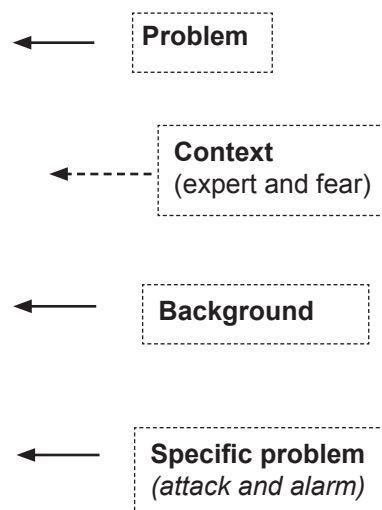 Problem
Context
(expert and fear)
Background
Specific problem
(attack and alarm)